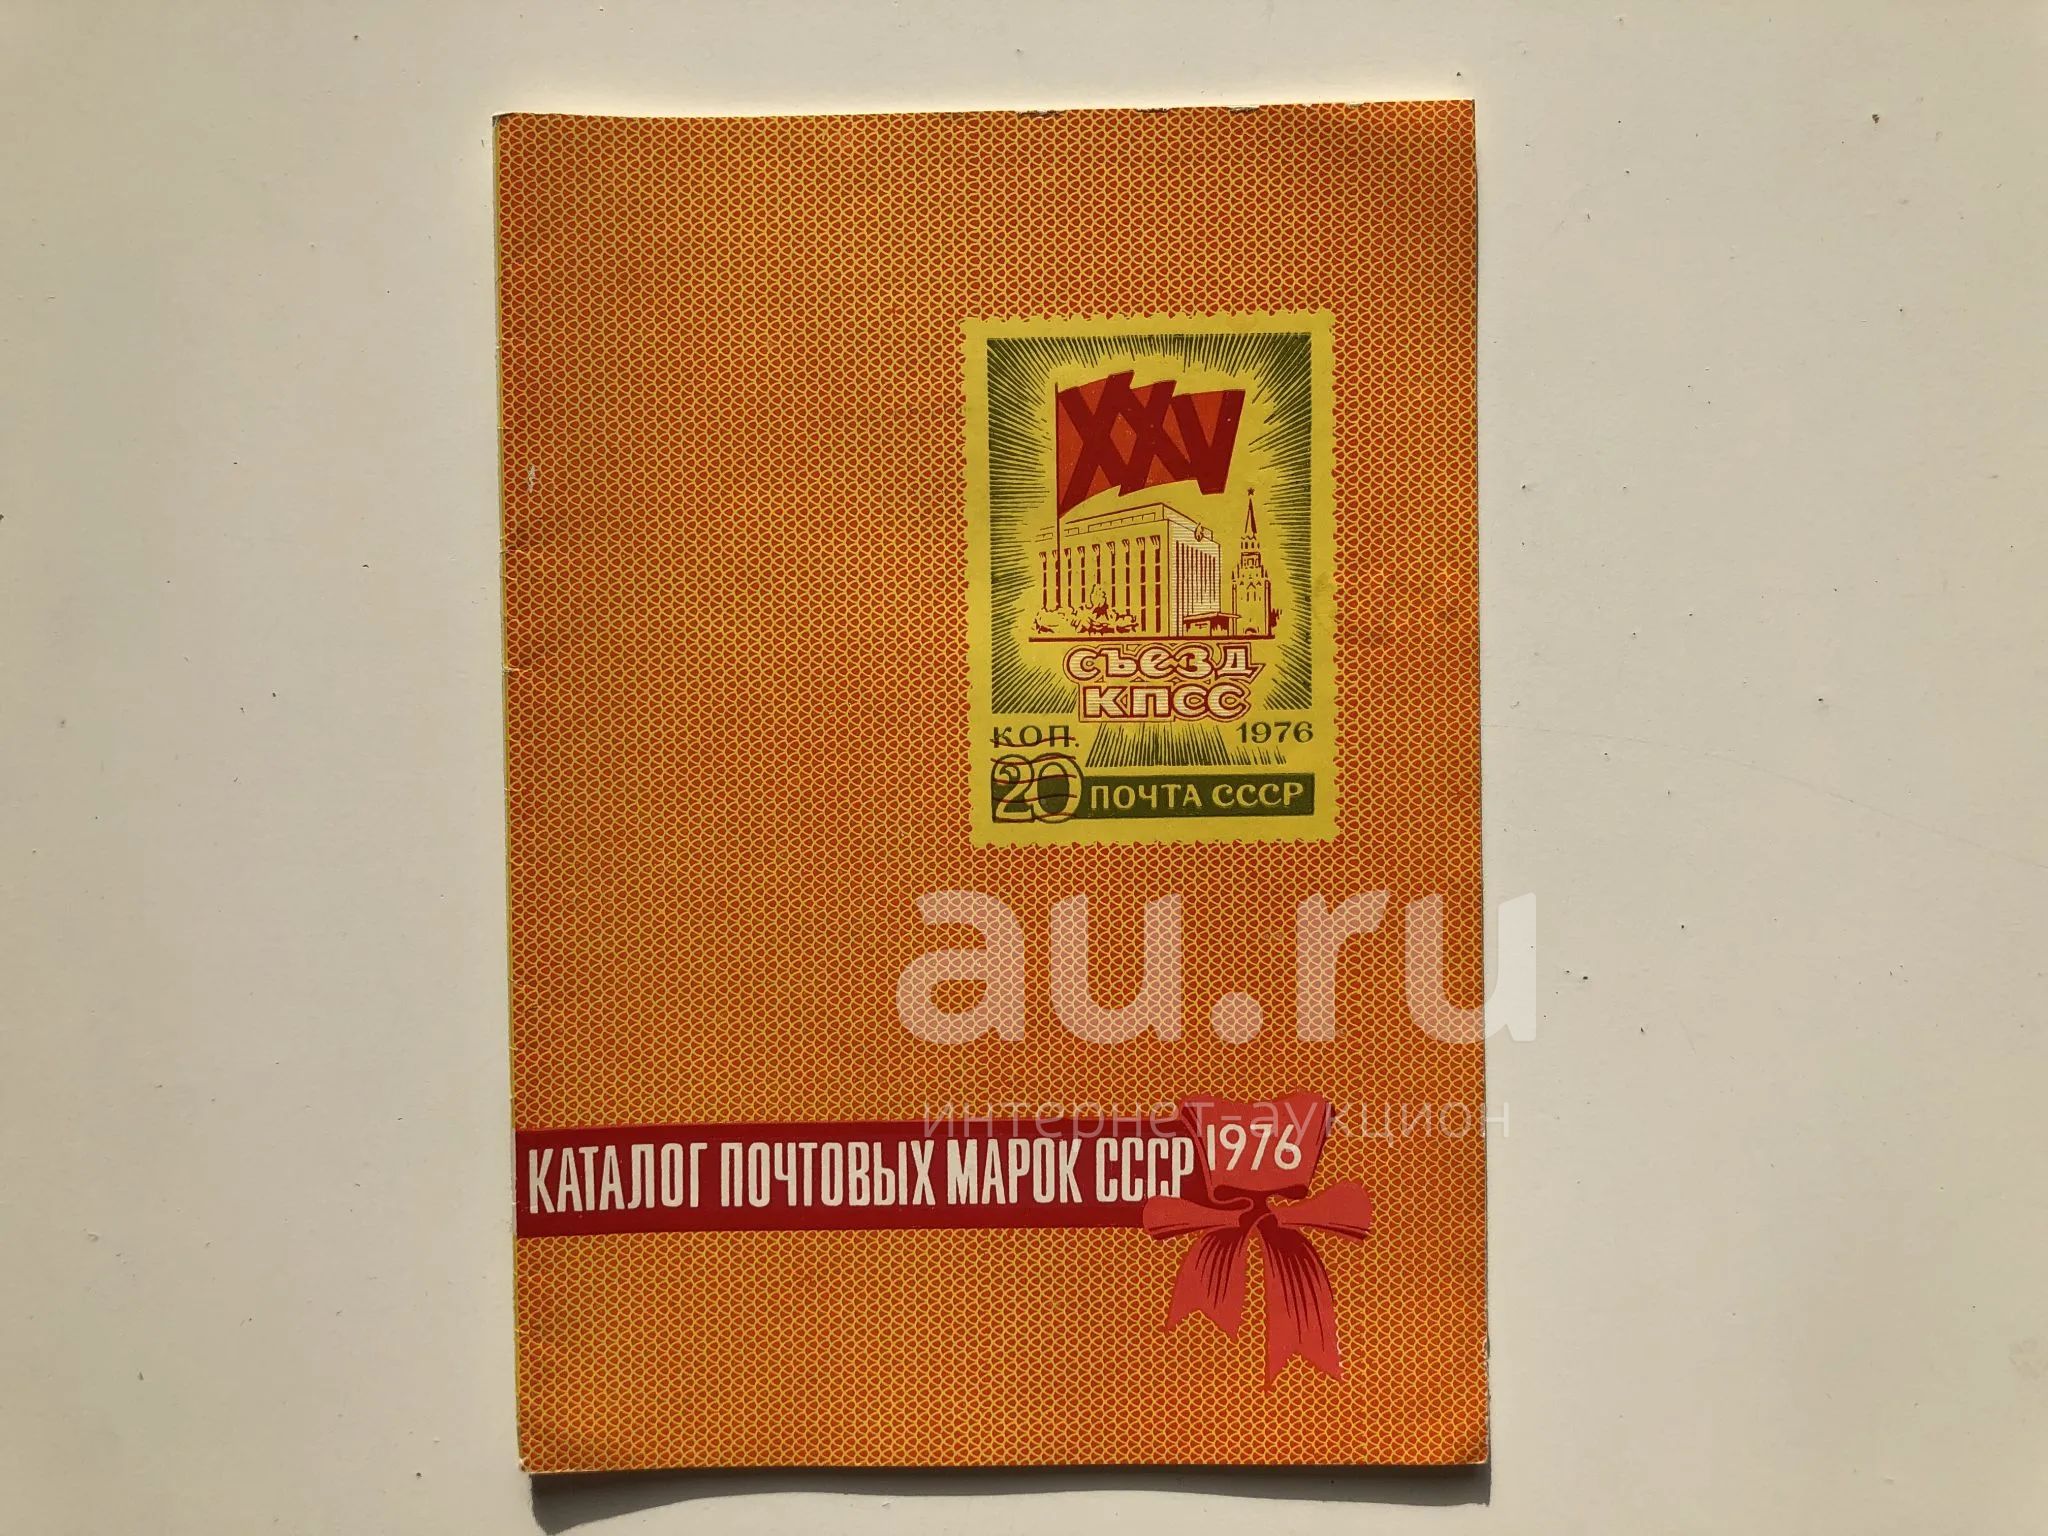 XXV
съезд
КПСС
КОП. 1976
20 ПОЧТА СССР
au.ru
интернет-аукцион
КАТАЛОГ ПОЧТОВЫХ МАРОК СССР 1976